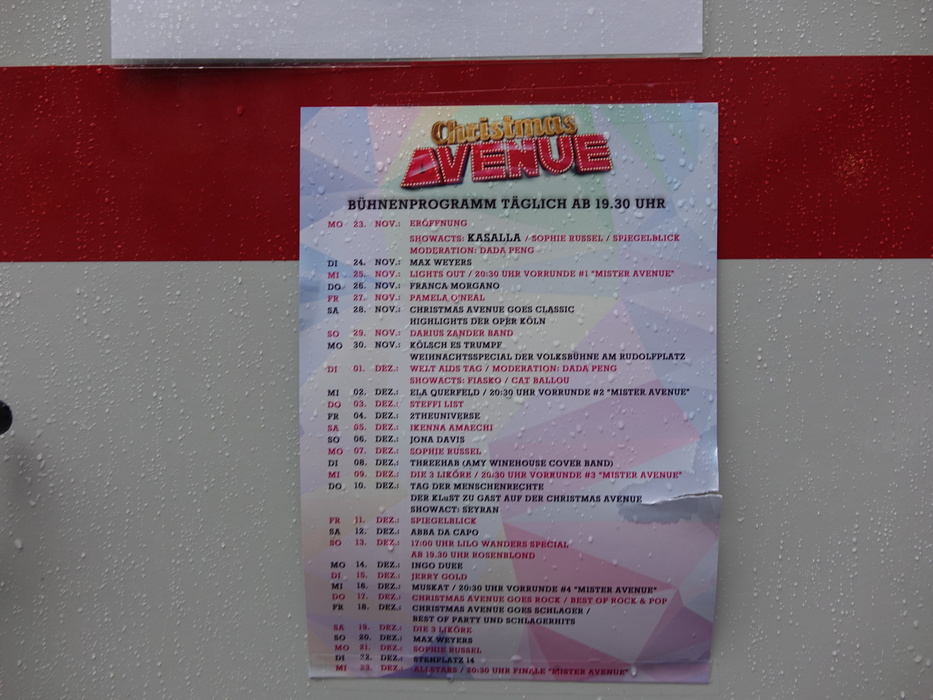 Christmas
AVENUE
BÜHNENPROGRAMM TÄGLICH AB 19.30 UHR
MO 23. NOV.: ERÖFFNUNG
SHOWACTS: KASALLA / SOPHIE RUSSEL / SPIEGELBLICK
MODERATION: DADA PENG
DI 24. NOV.: MAX WEYERS
MI 25. NOV.: LIGHTS OUT / 20:30 UHR VORRUNDE #1 "MISTER AVENUE"
DO 26. NOV.: FRANCA MORGANO
FR 27. NOV.: PAMELA O'NEAL
SA 28. NOV.: CHRISTMAS AVENUE GOES CLASSIC
HIGHLIGHTS DER OPER KÖLN
SO 29. NOV.: DARIUS ZANDER BAND
MO 30. NOV.: KÖLSCH ES TRUMPF
WEIHNACHTSSPECIAL DER VOLKSBÜHNE AM RUDOLFPLATZ
DI 01. DEZ.: WELT AIDS TAG / MODERATION: DADA PENG
SHOWACTS: FIASKO / CAT BALLOU
MI 02. DEZ.: ELA QUERFELD / 20:30 UHR VORRUNDE #2 "MISTER AVENUE"
DO 03. DEZ.: STEFFI LIST
FR 04. DEZ.: 2THEUNIVERSE
SA 05. DEZ.: IKENNA AMAECHI
SO 06. DEZ.: JONA DAVIS
MO 07. DEZ.: SOPHIE RUSSEL
DI 08. DEZ.: THREEHAB (AMY WINEHOUSE COVER BAND)
MI 09. DEZ.: DIE 3 LIKÖRE / 20:30 UHR VORRUNDE #3 "MISTER AVENUE"
DO 10. DEZ.: TAG DER MENSCHENRECHTE
DER KLuST ZU GAST AUF DER CHRISTMAS AVENUE
SHOWACT: SEYRAN
FR 11. DEZ.: SPIEGELBLICK
SA 12. DEZ.: ABBA DA CAPO
SO 13. DEZ.: 17:00 UHR LILO WANDERS SPECIAL
AB 19.30 UHR ROSENBLOND
MO 14. DEZ.: INGO DUEE
DI 15. DEZ.: JERRY GOLD
MI 16. DEZ.: MUSKAT / 20:30 UHR VORRUNDE #4 "MISTER AVENUE"
DO 17. DEZ.: CHRISTMAS AVENUE GOES ROCK / BEST OF ROCK & POP
FR 18. DEZ.: CHRISTMAS AVENUE GOES SCHLAGER /
BEST OF PARTY UND SCHLAGERHITS
SA 19. DEZ.: DIE 3 LIKÖRE
SO 20. DEZ.: MAX WEYERS
MO 21. DEZ.: SOPHIE RUSSEL
DI 22. DEZ.: STEHPLATZ 14
MI 23. DEZ.: ALLSTARS / 20:30 UHR FINALE "MISTER AVENUE"